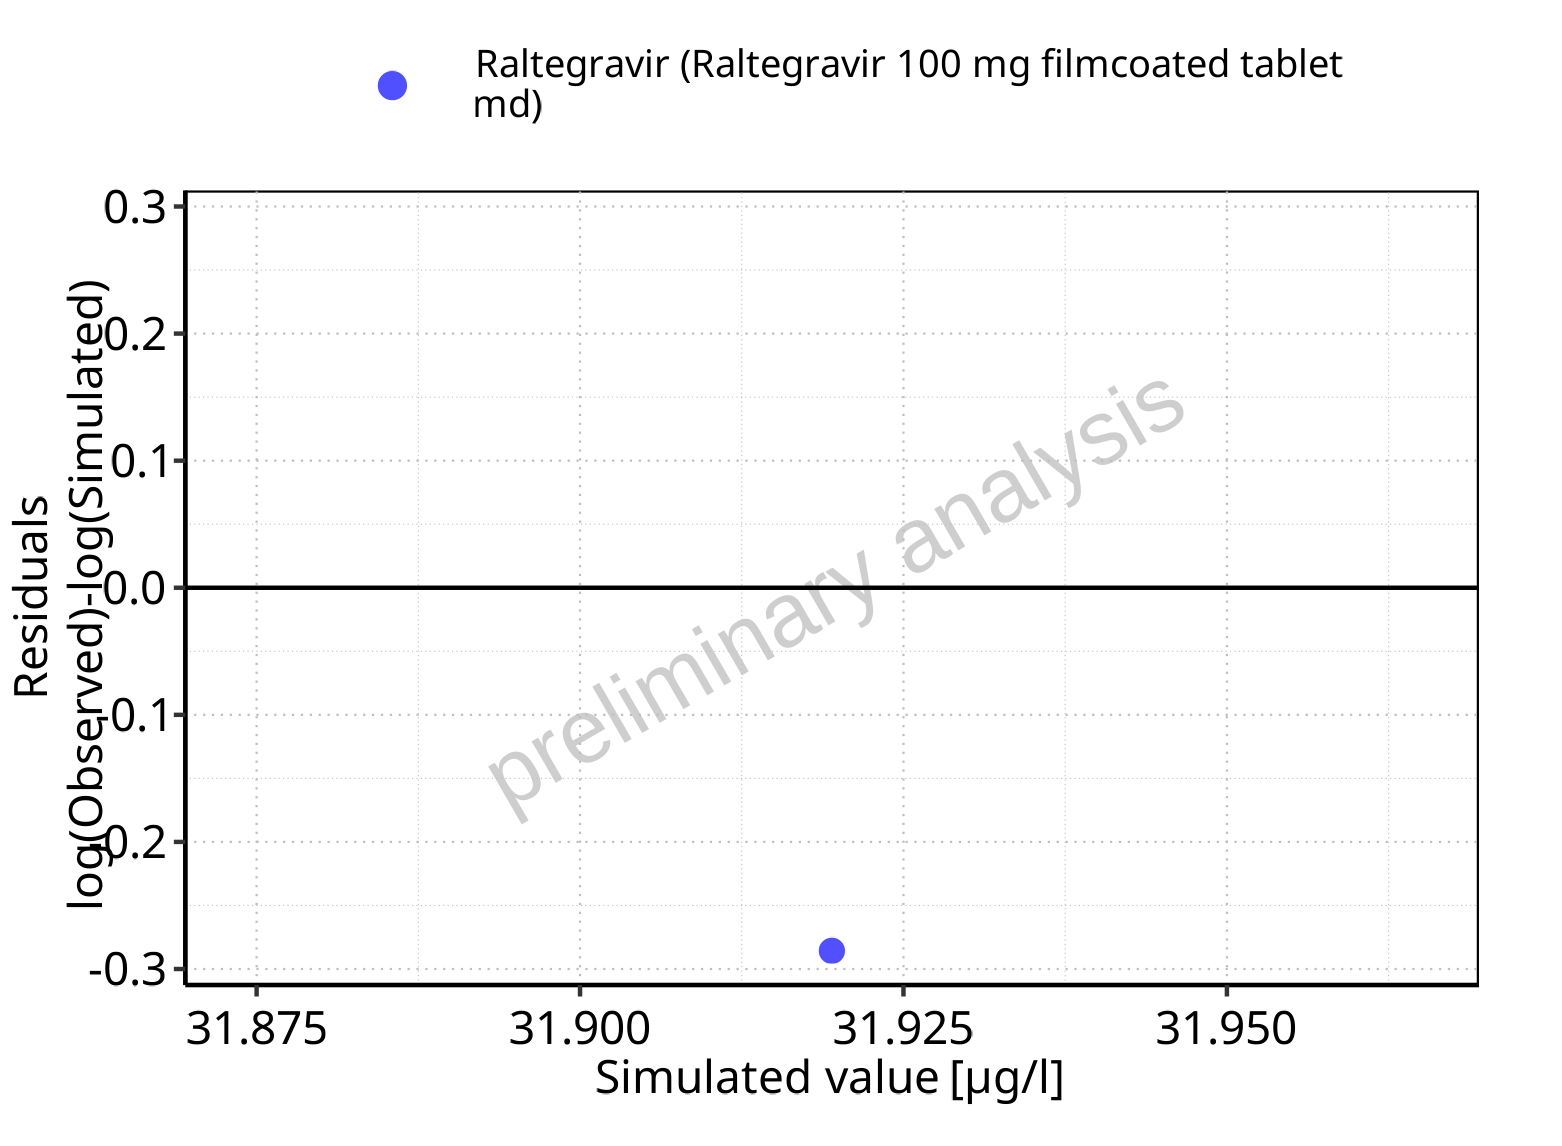 Raltegravir (Raltegravir 100 mg filmcoated tablet
md)
0.3
0.2
0.1
0.0
-0.1
-0.2
-0.3
Residuals
log(Observed)-log(Simulated)
preliminary analysis
31.875 31.900 31.925 31.950
Simulated value [µg/l]